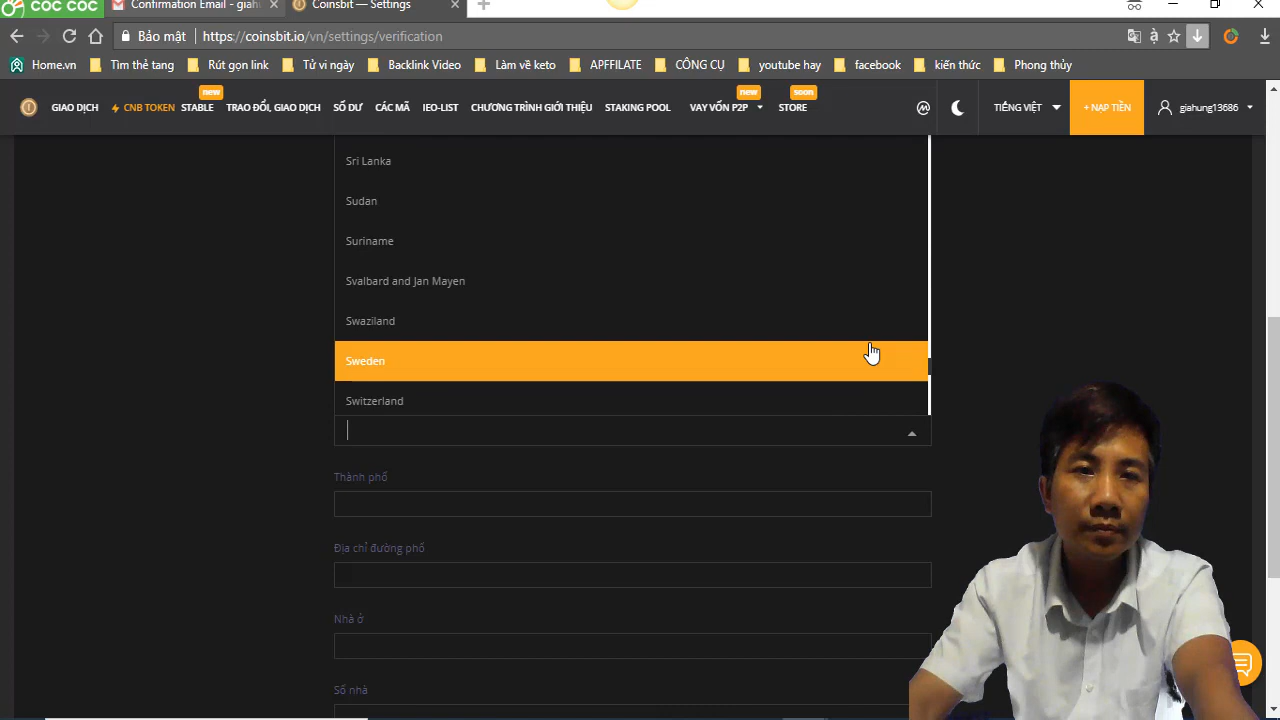 CỐC CỐC
Confirmation Email - giah
Coinsbit — Settings
Bảo mật
https://coinsbit.io/vn/settings/verification
Home.vn
Tìm thẻ tang
Rút gọn link
Tử vi ngày
Backlink Video
Làm về keto
APFFILATE
CÔNG CỤ
youtube hay
facebook
kiến thức
Phong thủy
new
new
soon
GIAO DỊCH
CNB TOKEN
STABLE
TRAO ĐỔI, GIAO DỊCH
SỐ DƯ
CÁC MÃ
IEO-LIST
CHƯƠNG TRÌNH GIỚI THIỆU
STAKING POOL
VAY VỐN P2P
STORE
TIẾNG VIỆT
+ NẠP TIỀN
giahung13686
Sri Lanka
Sudan
Suriname
Svalbard and Jan Mayen
Swaziland
Sweden
Switzerland
Thành phố
Địa chỉ đường phố
Nhà ở
Số nhà